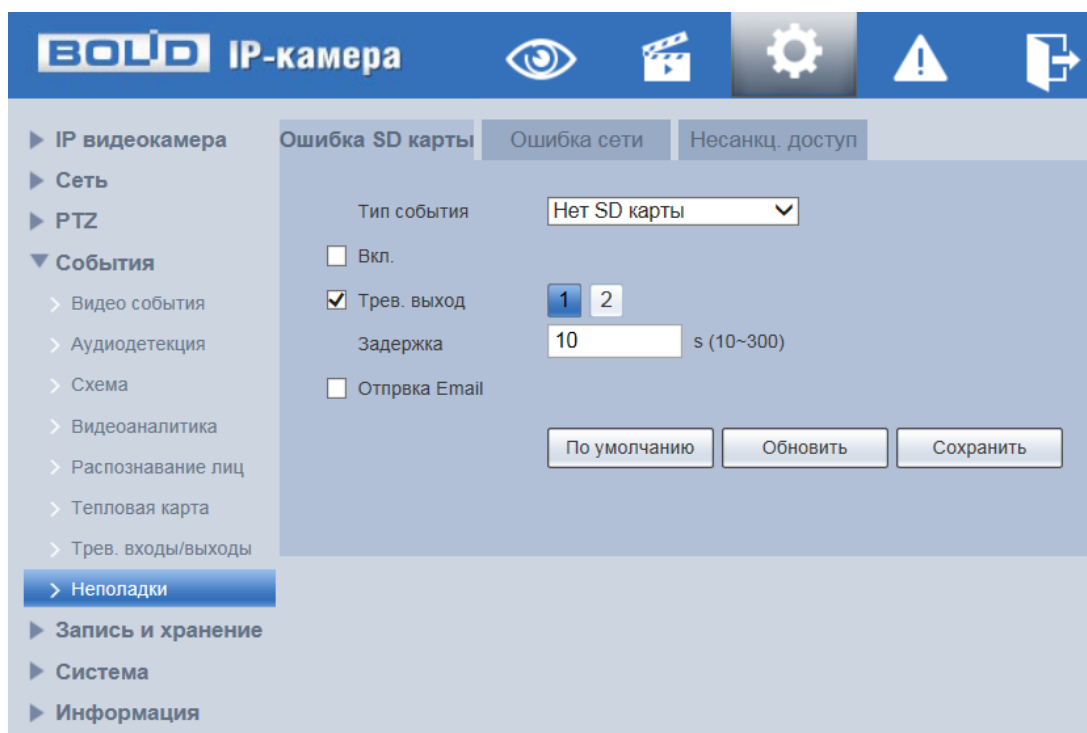 BOLID IP-камера
IP видеокамера
Сеть
PTZ
События
Видео события
Аудиодетекция
Схема
Видеоаналитика
Распознавание лиц
Тепловая карта
Трев. входы/выходы
Неполадки
Запись и хранение
Система
Информация
Ошибка SD карты Ошибка сети Несанкц. доступ
Тип события Нет SD карты
Вкл.
Трев. выход 1 2
Задержка 10 s (10~300)
Отпрвка Email
По умолчанию Обновить Сохранить